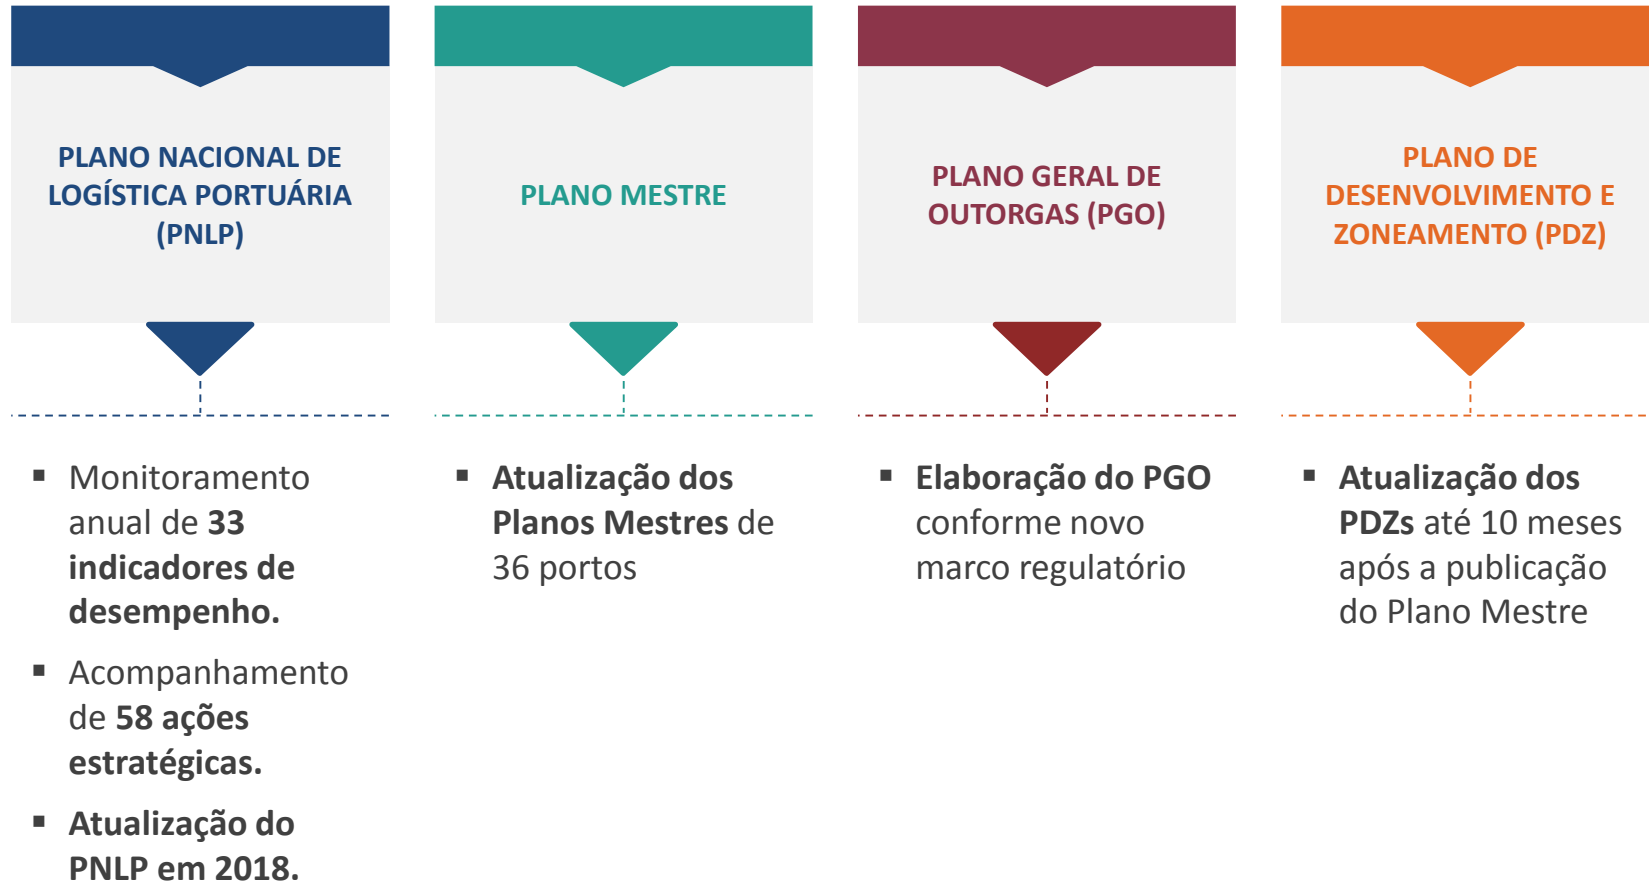 PLANO NACIONAL DE
LOGÍSTICA PORTUÁRIA
(PNLP)
▪ Monitoramento
anual de 33
indicadores de
desempenho.
▪ Acompanhamento
de 58 ações
estratégicas.
▪ Atualização do
PNLP em 2018.
PLANO MESTRE
▪ Atualização dos
Planos Mestres de
36 portos
PLANO GERAL DE
OUTORGAS (PGO)
▪ Elaboração do PGO
conforme novo
marco regulatório
PLANO DE
DESENVOLVIMENTO E
ZONEAMENTO (PDZ)
▪ Atualização dos
PDZs até 10 meses
após a publicação
do Plano Mestre